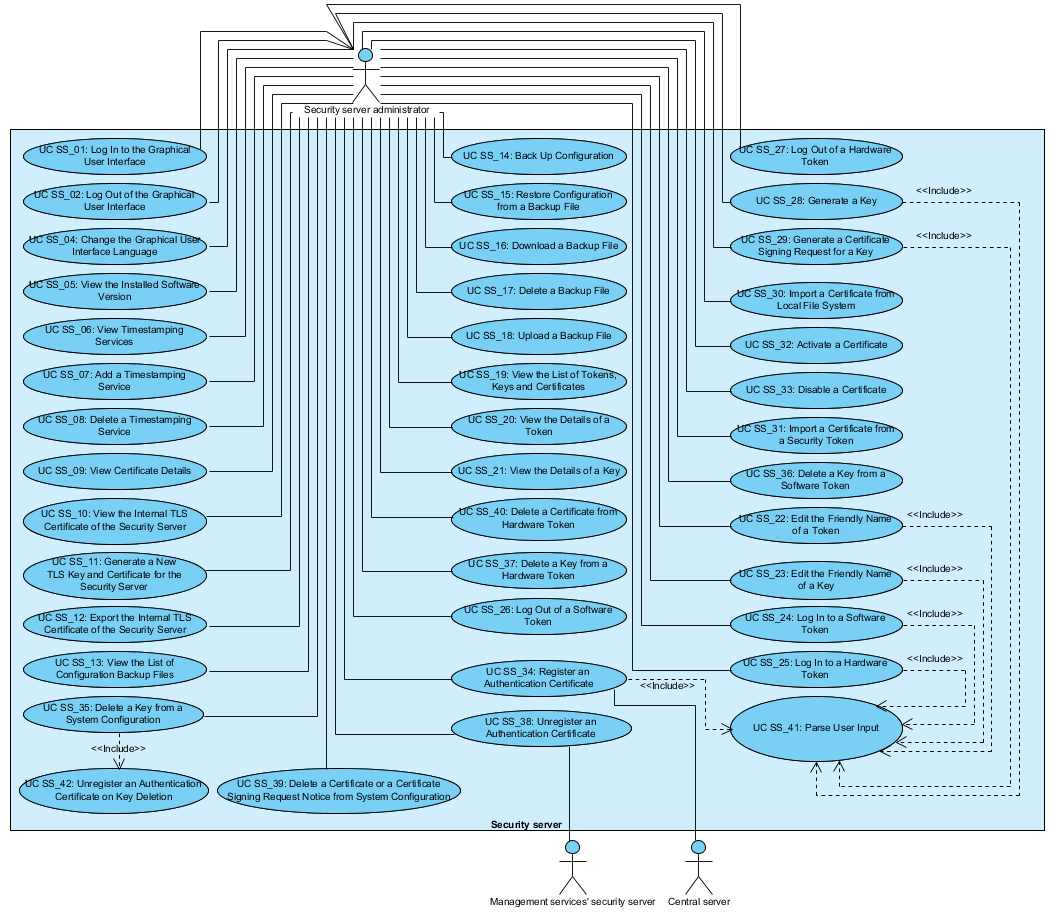 Security server administrator
UC SS_01: Log In to the Graphical
User Interface
UC SS_02: Log Out of the Graphical
User Interface
UC SS_04: Change the Graphical User
Interface Language
UC SS_05: View the Installed Software
Version
UC SS_06: View Timestamping
Services
UC SS_07: Add a Timestamping
Service
UC SS_08: Delete a Timestamping
Service
UC SS_09: View Certificate Details
UC SS_10: View the Internal TLS
Certificate of the Security Server
UC SS_11: Generate a New
TLS Key and Certificate for the
Security Server
UC SS_12: Export the Internal TLS
Certificate of the Security Server
UC SS_13: View the List of
Configuration Backup Files
UC SS_35: Delete a Key from a
System Configuration
<<Include>>
UC SS_42: Unregister an Authentication
Certificate on Key Deletion
UC SS_39: Delete a Certificate or a Certificate
Signing Request Notice from System Configuration
UC SS_14: Back Up Configuration
UC SS_15: Restore Configuration
from a Backup File
UC SS_16: Download a Backup File
UC SS_17: Delete a Backup File
UC SS_18: Upload a Backup File
UC SS_19: View the List of Tokens,
Keys and Certificates
UC SS_20: View the Details of a
Token
UC SS_21: View the Details of a Key
UC SS_40: Delete a Certificate from
Hardware Token
UC SS_37: Delete a Key from a
Hardware Token
UC SS_26: Log Out of a Software
Token
UC SS_34: Register an
Authentication Certificate
<<Include>>
UC SS_38: Unregister an
Authentication Certificate
UC SS_27: Log Out of a Hardware
Token
UC SS_28: Generate a Key
<<Include>>
UC SS_29: Generate a Certificate
Signing Request for a Key
<<Include>>
UC SS_30: Import a Certificate from
Local File System
UC SS_32: Activate a Certificate
UC SS_33: Disable a Certificate
UC SS_31: Import a Certificate from
a Security Token
UC SS_36: Delete a Key from a
Software Token
UC SS_22: Edit the Friendly Name
of a Token
<<Include>>
UC SS_23: Edit the Friendly Name
of a Key
<<Include>>
UC SS_24: Log In to a Software
Token
<<Include>>
UC SS_25: Log In to a Hardware
Token
<<Include>>
UC SS_41: Parse User Input
Security server
Management services' security server
Central server